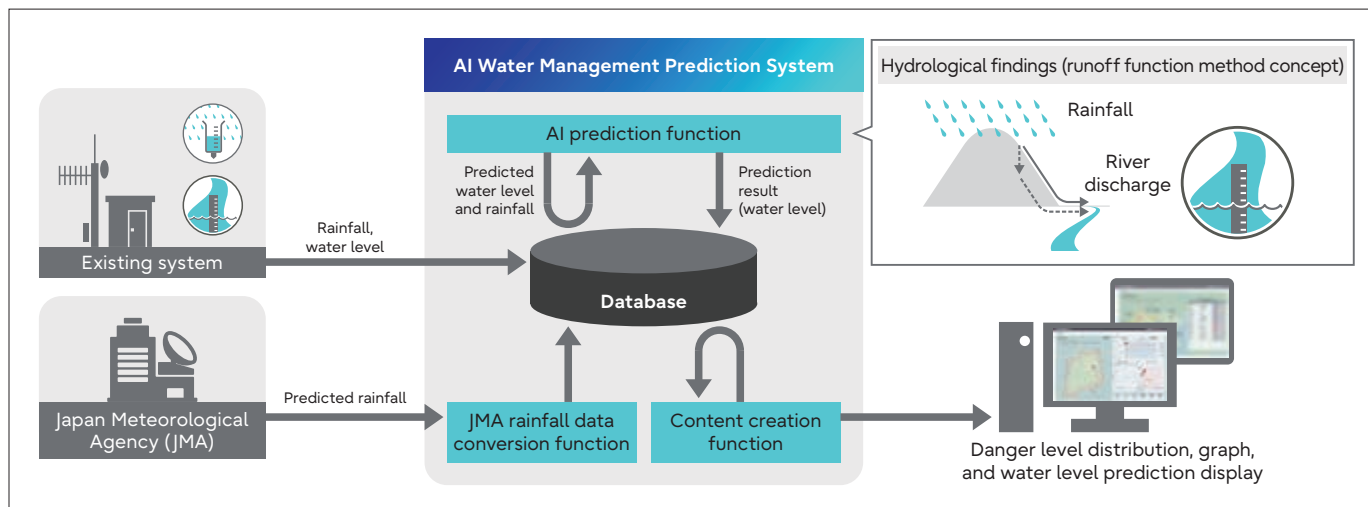 AI Water Management Prediction System
Hydrological findings (runoff function method concept)
Rainfall
River
discharge
AI prediction function
Predicted
water level
and rainfall
Prediction
result
(water level)
Rainfall,
water level
Existing system
Database
Japan Meteorological
Agency (JMA)
Predicted rainfall
JMA rainfall data
conversion function
Content creation
function
Danger level distribution, graph,
and water level prediction display